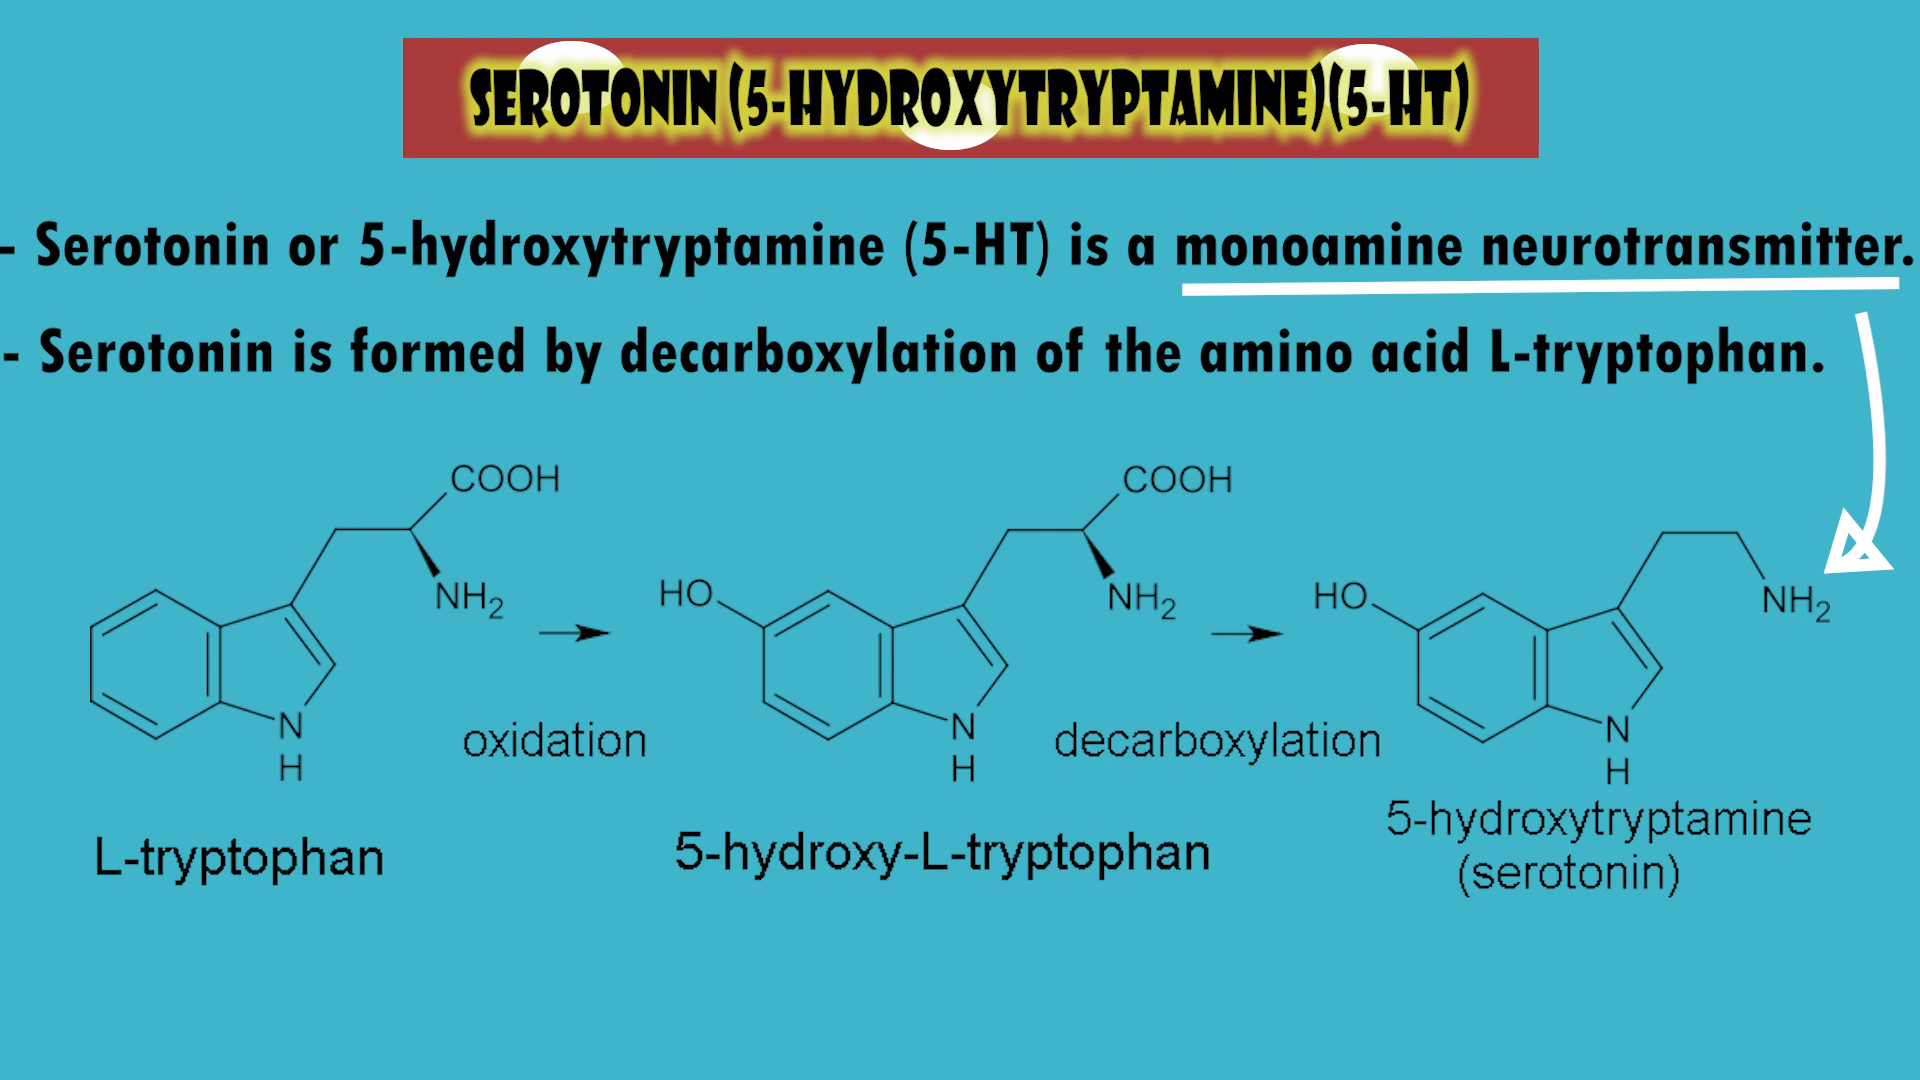 SEROTONIN (5-HYDROXYTRYPTAMINE)(5-HT)
- Serotonin or 5-hydroxytryptamine (5-HT) is a monoamine neurotransmitter.
- Serotonin is formed by decarboxylation of the amino acid L-tryptophan.
COOH
NH2
N
H
L-tryptophan
oxidation
COOH
HO
NH2
N
H
5-hydroxy-L-tryptophan
decarboxylation
HO
NH2
N
H
5-hydroxytryptamine
(serotonin)